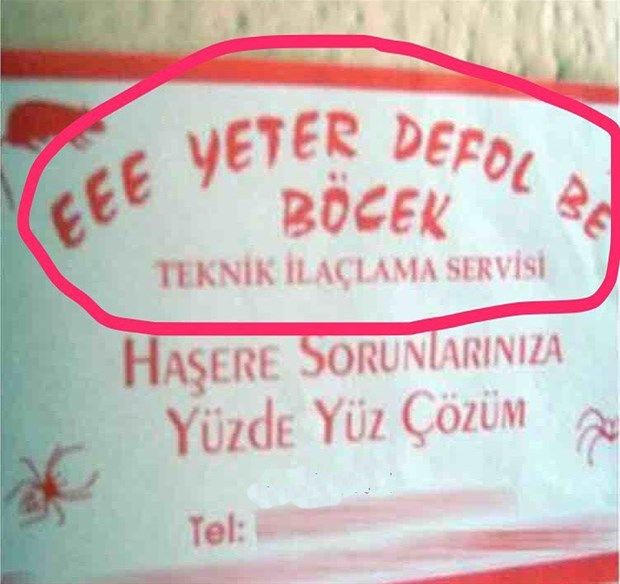 EEE YETER DEFOL BE
BÖCEK
TEKNİK İLAÇLAMA SERVİSİ
HAŞERE SORUNLARINIZA
YÜZDE YÜZ ÇÖZÜM
Tel: